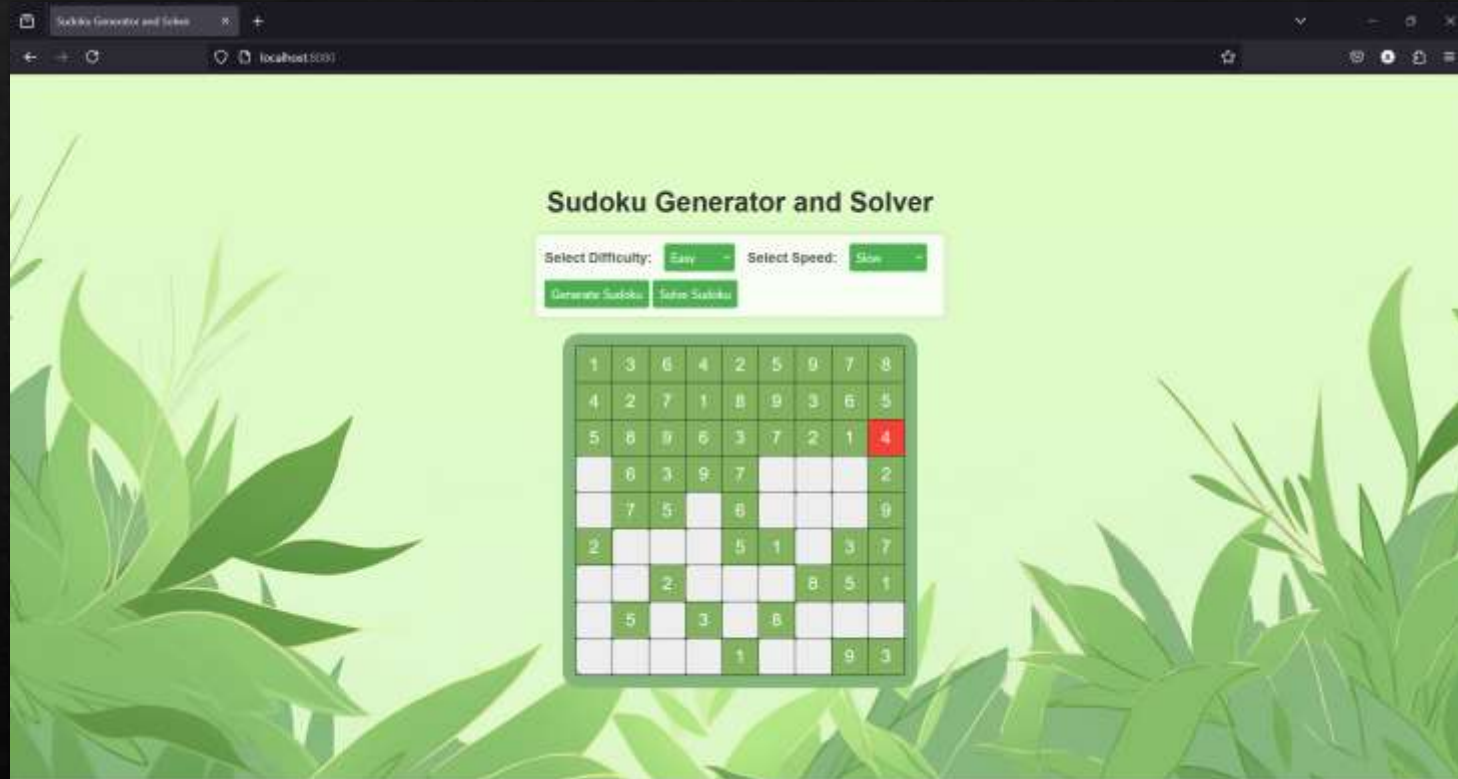 Sudoku Generator and Solver
localhost:8080
Sudoku Generator and Solver
Select Difficulty: Easy Select Speed: Slow
Generate Sudoku Solve Sudoku
1 3 6 4 2 5 9 7 8
4 2 7 1 8 9 3 6 5
5 8 9 6 3 7 2 1 4
6 3 9 7 2
7 5 6 9
2 5 1 3 7
2 8 5 1
5 3 8
1 9 3